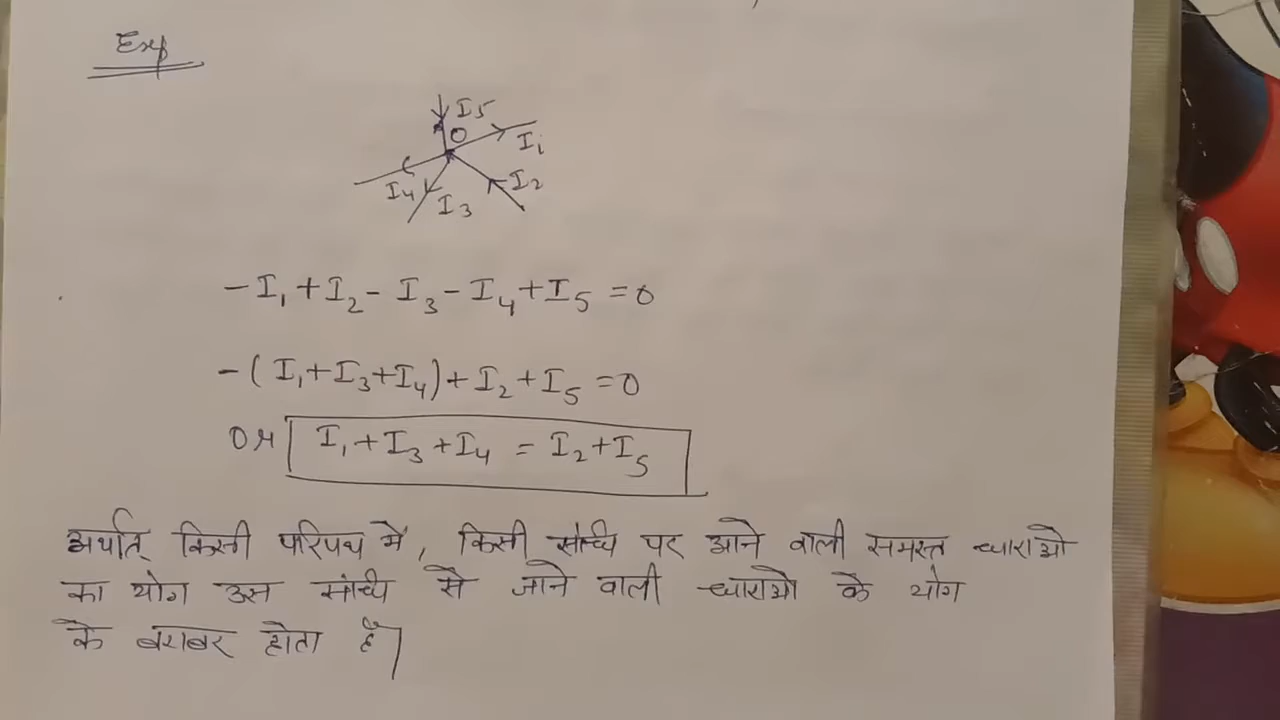 Exp
I5
O
I1
I2
I4
I3
-I1+I2-I3-I4+I5=0
-(I1+I3+I4)+I2+I5=0
or I1+I3+I4=I2+I5
अर्थात् किसी परिपथ में, किसी संन्धि पर आने वाली समस्त धाराओ
का योग उस संन्धि से जाने वाली धाराओ के योग
के बराबर होता है|